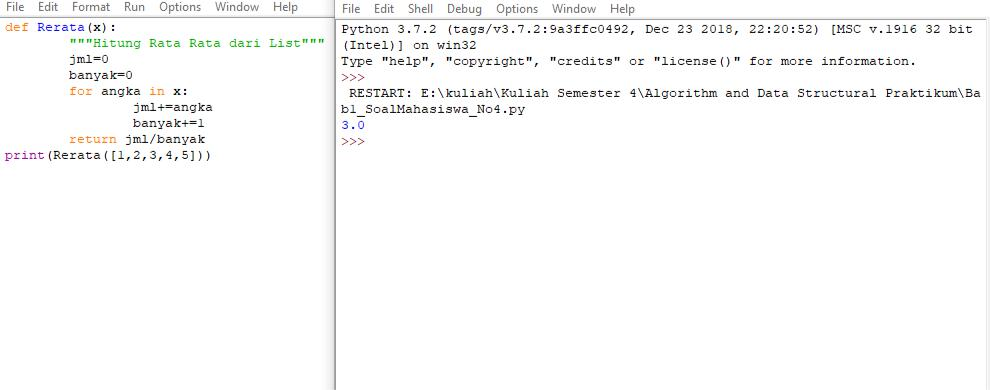 File Edit Format Run Options Window Help
def Rerata(x):
        """Hitung Rata Rata dari List"""
        jml=0
        banyak=0
        for angka in x:
                jml+=angka
                banyak+=1
        return jml/banyak
print(Rerata([1,2,3,4,5]))
File Edit Shell Debug Options Window Help
Python 3.7.2 (tags/v3.7.2:9a3ffc0492, Dec 23 2018, 22:20:52) [MSC v.1916 32 bit
(Intel)] on win32
Type "help", "copyright", "credits" or "license()" for more information.
>>>
 RESTART: E:\kuliah\Kuliah Semester 4\Algorithm and Data Structural Praktikum\Ba
b1_SoalMahasiswa_No4.py
3.0
>>>